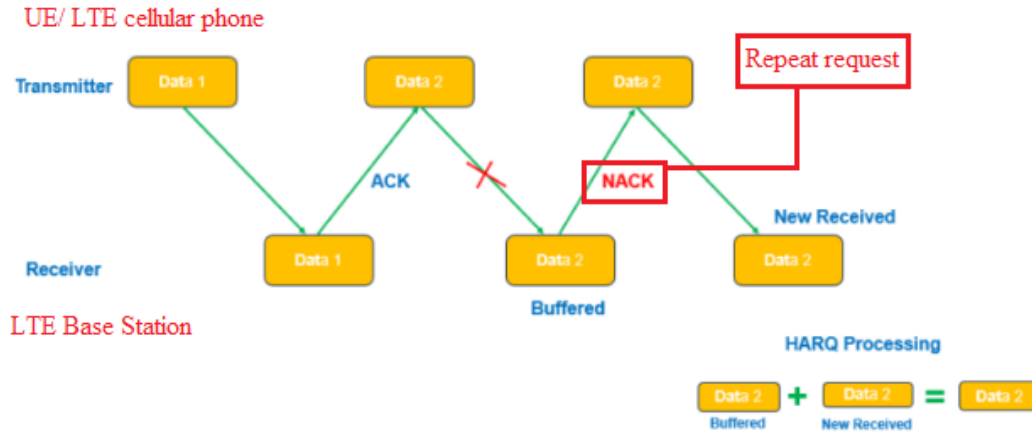 UE/ LTE cellular phone
Repeat request
Transmitter
Data 1
Data 2
Data 2
ACK
NACK
New Received
Receiver
Data 1
Data 2
Data 2
Buffered
LTE Base Station
HARQ Processing
Data 2 + Data 2 = Data 2
Buffered
New Received